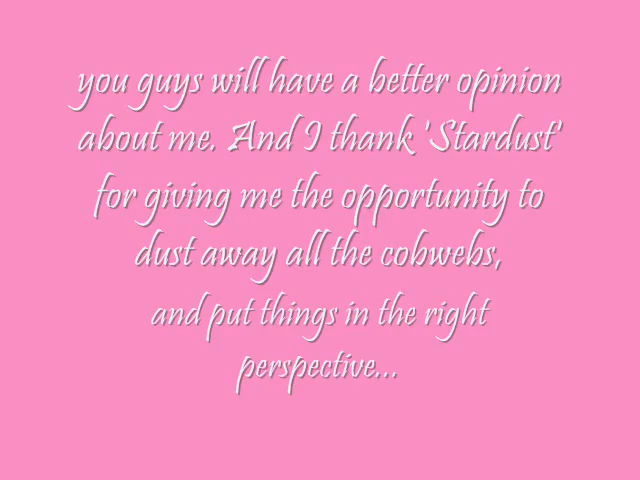 you guys will have a better opinion
about me. And I thank 'Stardust'
for giving me the opportunity to
dust away all the cobwebs,
and put things in the right
perspective...